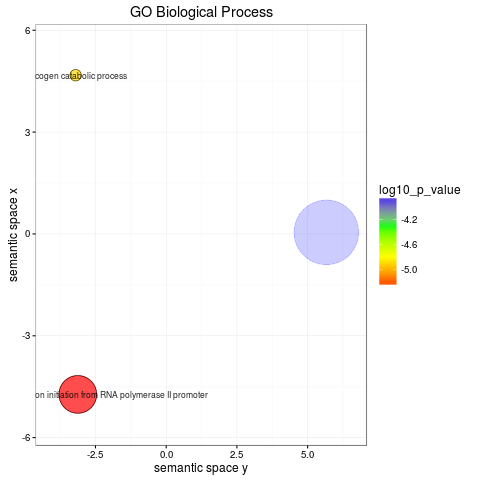 GO Biological Process
6
cogen catabolic process
3
semantic space x
0
-3
on initiation from RNA polymerase II promoter
-6
-2.5
0.0
2.5
5.0
semantic space y
log10_p_value
-4.2
-4.6
-5.0